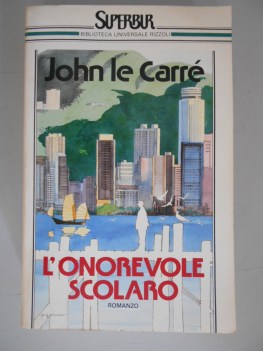 SUPERBUR
BIBLIOTECA UNIVERSALE RIZZOLI
John le Carré
L'ONOREVOLE
SCOLARO
ROMANZO